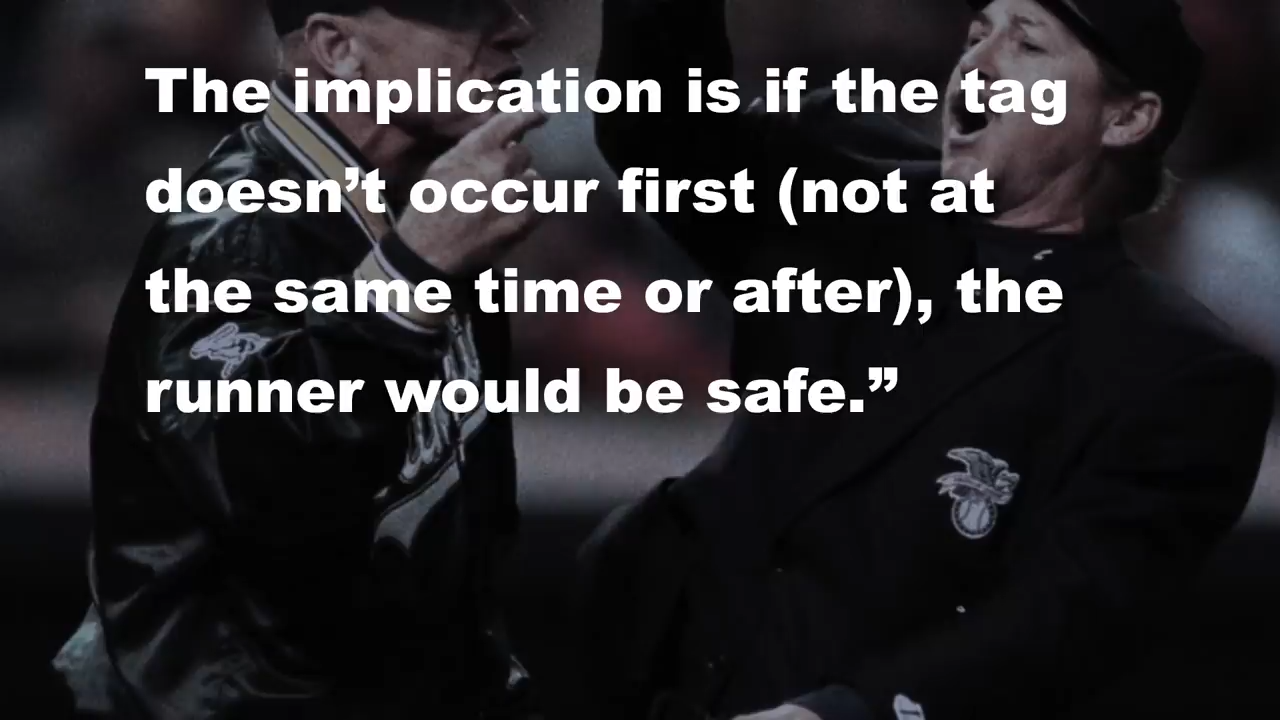 The implication is if the tag
doesn’t occur first (not at
the same time or after), the
runner would be safe.”